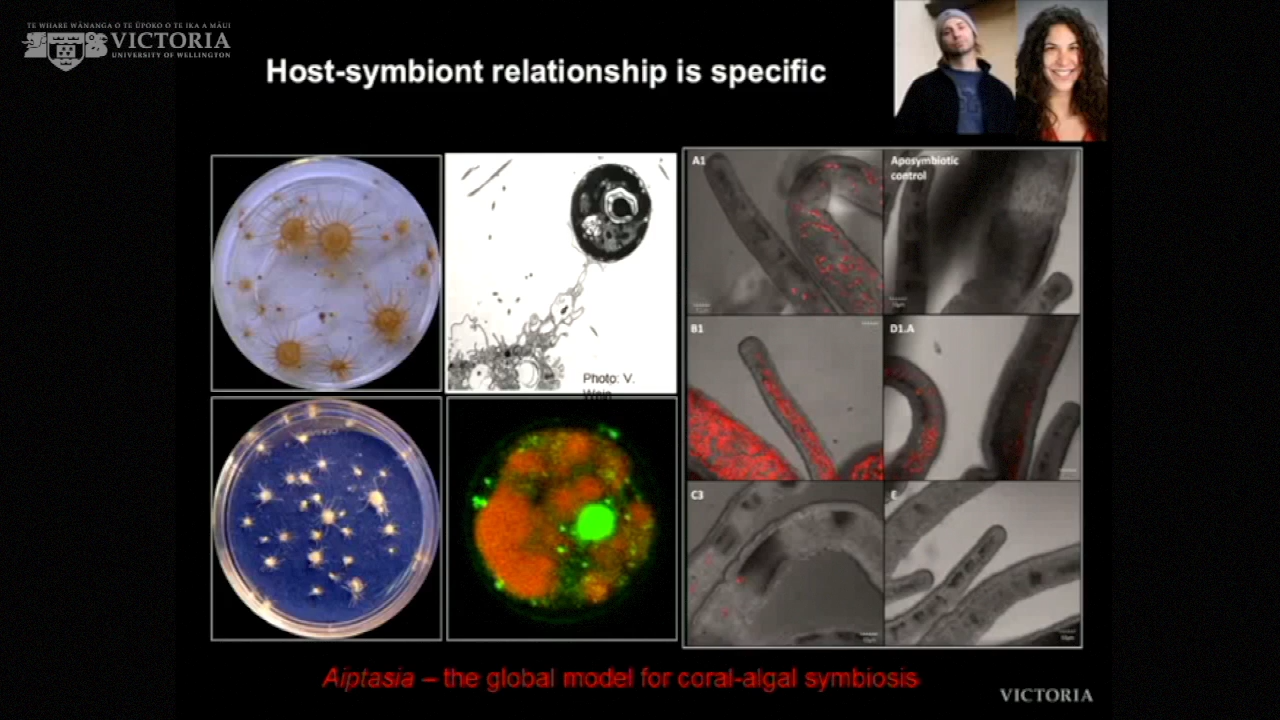 TE WHARE WĀNANGA O TE ŪPOKO O TE IKA A MĀUI
VICTORIA
UNIVERSITY OF WELLINGTON
Host-symbiont relationship is specific
A1
Aposymbiotic
control
B1
D1.A
Photo: V.
C3
E
Aiptasia – the global model for coral-algal symbiosis
VICTORIA